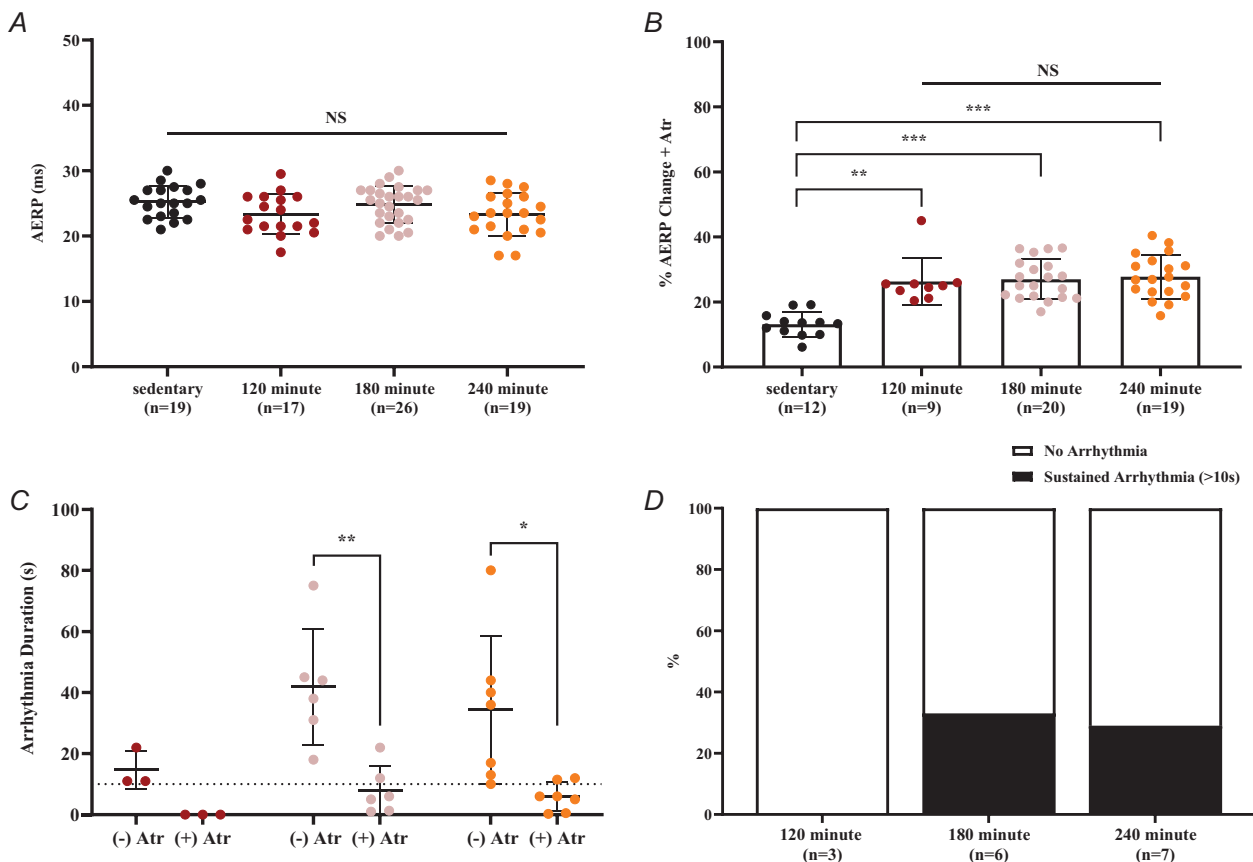 A
50
40
30
20
10
0
AERP (ms)
NS
sedentary
(n=19)
120 minute
(n=17)
180 minute
(n=26)
240 minute
(n=19)
B
100
80
60
40
20
0
% AERP Change + Atr
NS
***
***
**
sedentary
(n=12)
120 minute
(n=9)
180 minute
(n=20)
240 minute
(n=19)
No Arrhythmia
Sustained Arrhythmia (>10s)
C
100
80
60
40
20
0
Arrhythmia Duration (s)
**
*
(-) Atr
(+) Atr
(-) Atr
(+) Atr
(-) Atr
(+) Atr
D
100
80
60
40
20
0
%
120 minute
(n=3)
180 minute
(n=6)
240 minute
(n=7)